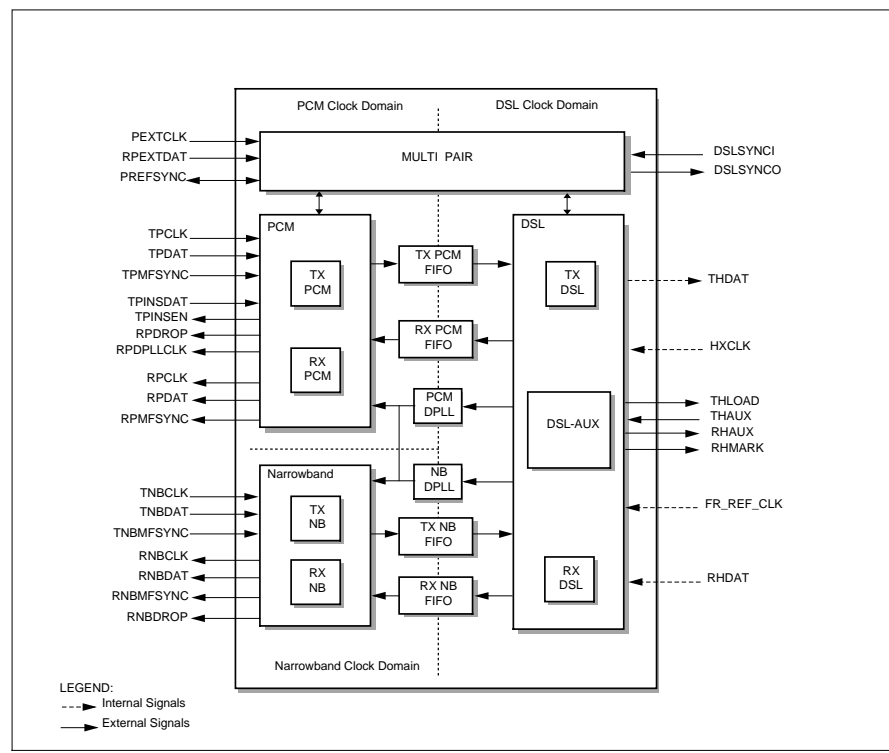 PCM Clock Domain
DSL Clock Domain
PEXTCLK
RPEXTDAT
PREFSYNC
MULTI PAIR
DSLSYNCI
DSLSYNCO
PCM
DSL
TPCLK
TPDAT
TPMFSYNC
TPINSDAT
TPINSEN
RPDROP
RPDPLLCLK
RPCLK
RPDAT
RPMFSYNC
TX
PCM
RX
PCM
TX PCM
FIFO
RX PCM
FIFO
PCM
DPLL
NB
DPLL
TX NB
FIFO
RX NB
FIFO
TX
DSL
DSL-AUX
RX
DSL
THDAT
HXCLK
THLOAD
THAUX
RHAUX
RHMARK
FR_REF_CLK
RHDAT
Narrowband
TNBCLK
TNBDAT
TNBMFSYNC
RNBCLK
RNBDAT
RNBMFSYNC
RNBDROP
TX
NB
RX
NB
Narrowband Clock Domain
LEGEND:
Internal Signals
External Signals